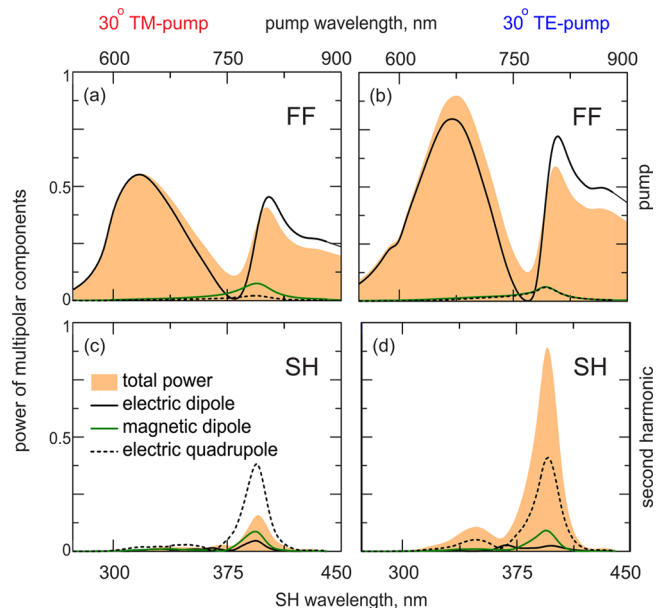 30° TM-pump pump wavelength, nm 30° TE-pump
600 750 900 600 750 900
1
(a) FF (b) FF
0.5
0
pump
power of multipolar components
1
(c) SH (d) SH
total power
electric dipole
0.5
magnetic dipole
electric quadrupole
0
second harmonic
300 375 450 300 375 450
SH wavelength, nm